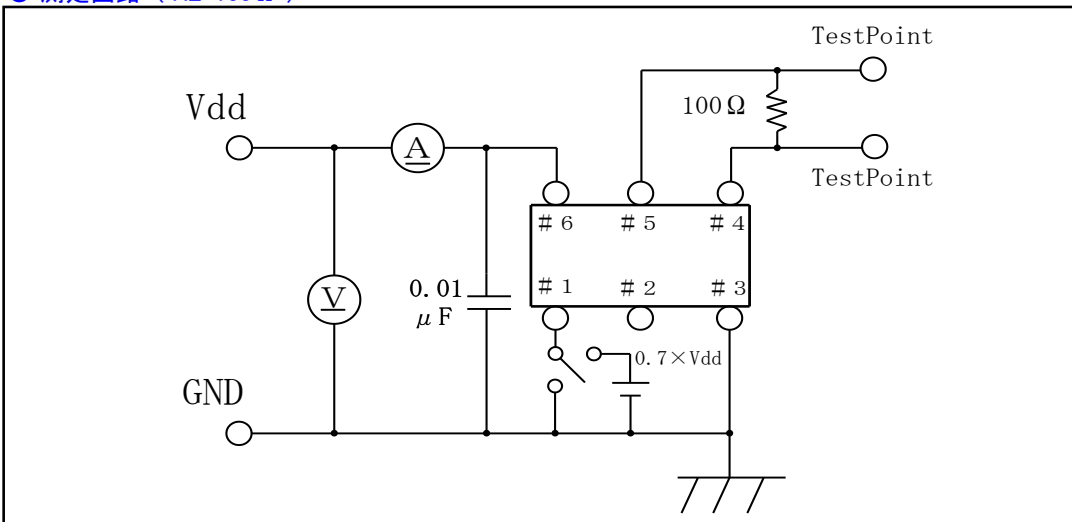 TestPoint
100Ω
Vdd
A
TestPoint
#6 #5 #4
#1 #2 #3
0.01
μF
V
0.7×Vdd
GND